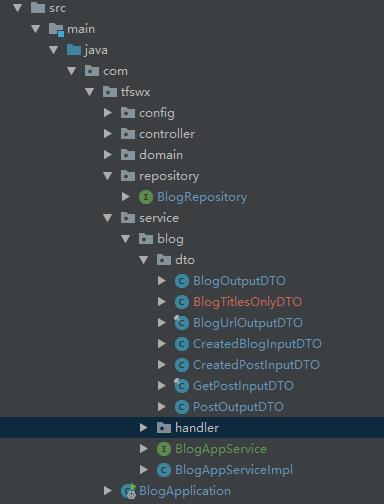 src
main
java
com
tfswx
config
controller
domain
repository
BlogRepository
service
blog
dto
BlogOutputDTO
BlogTitlesOnlyDTO
BlogUrlOutputDTO
CreatedBlogInputDTO
CreatedPostInputDTO
GetPostInputDTO
PostOutputDTO
handler
BlogAppService
BlogAppServiceImpl
BlogApplication